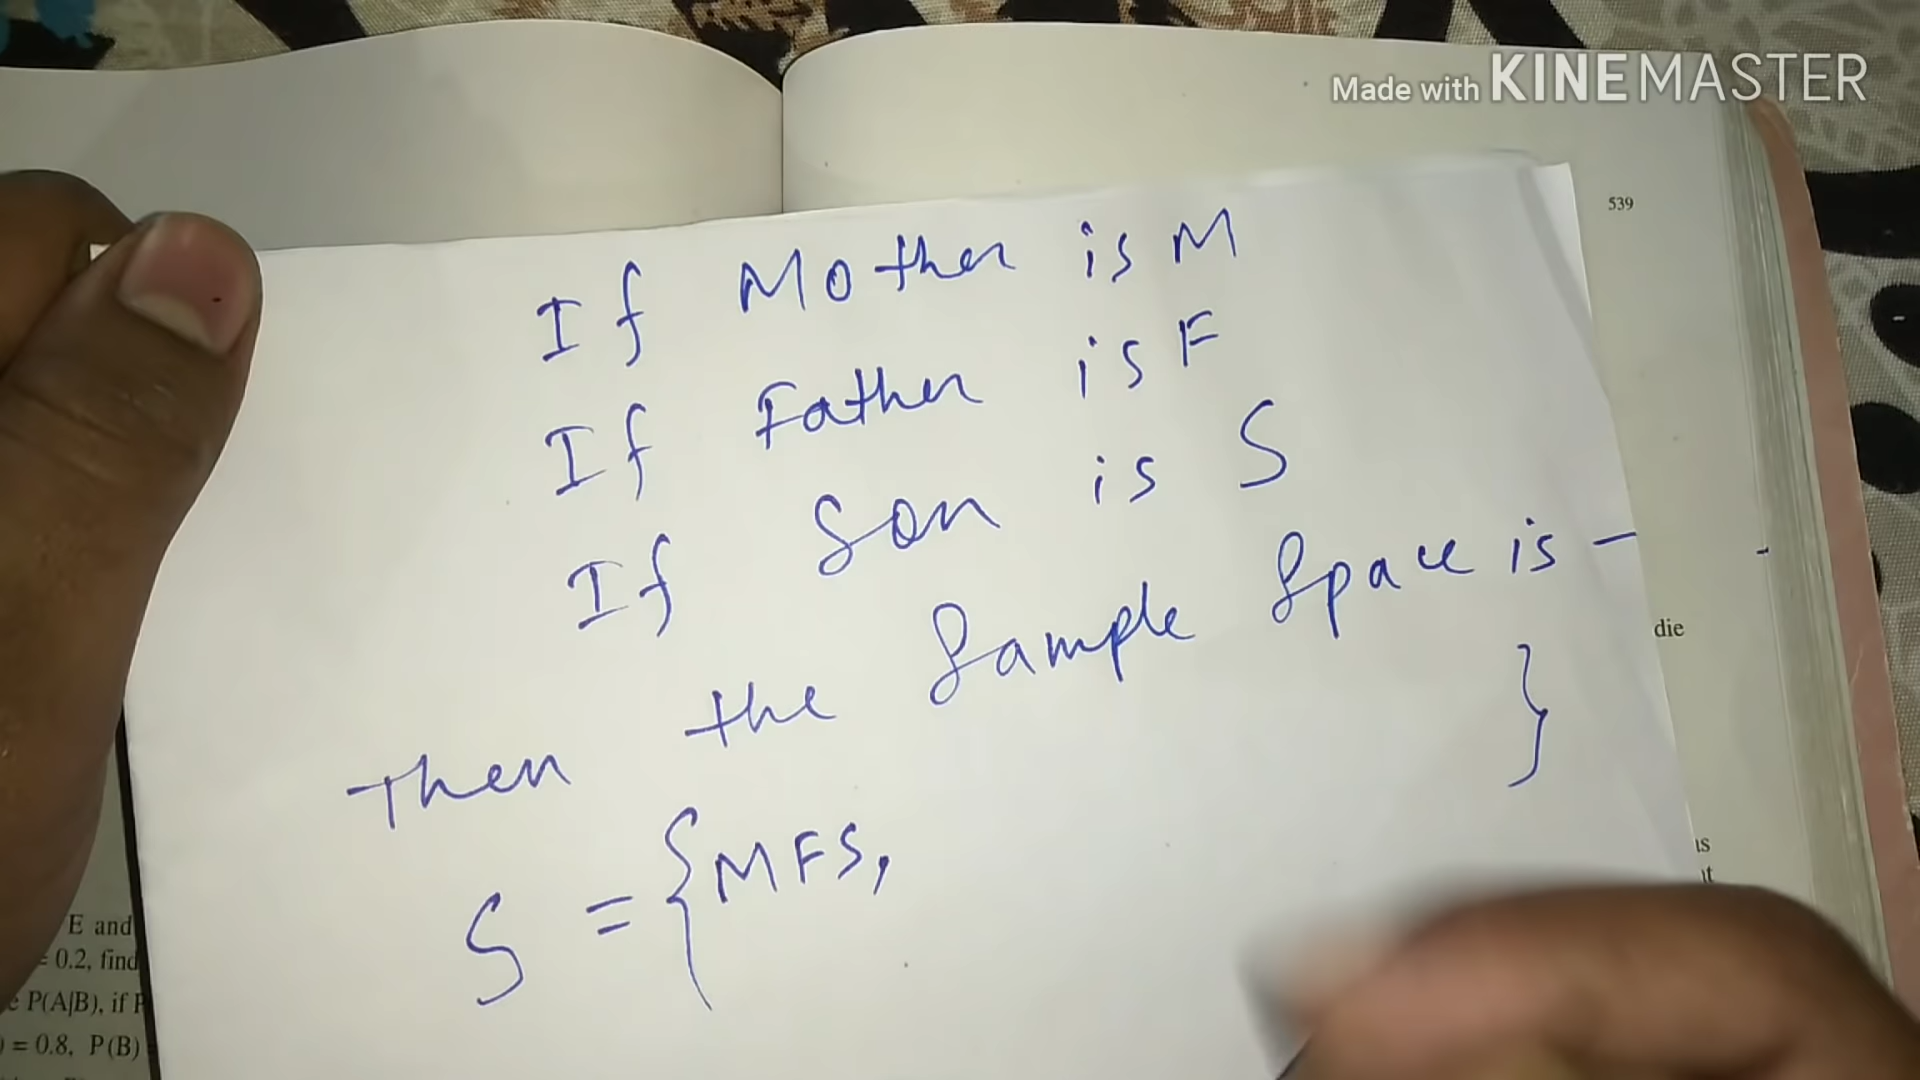 Made with KINEMASTER
539
If Mother is M
If Father is F
If Son is S
Then the Sample Space is -
S = {MFS, }
die
E and
= 0.2, find
P(A|B), if P
) = 0.8, P(B)